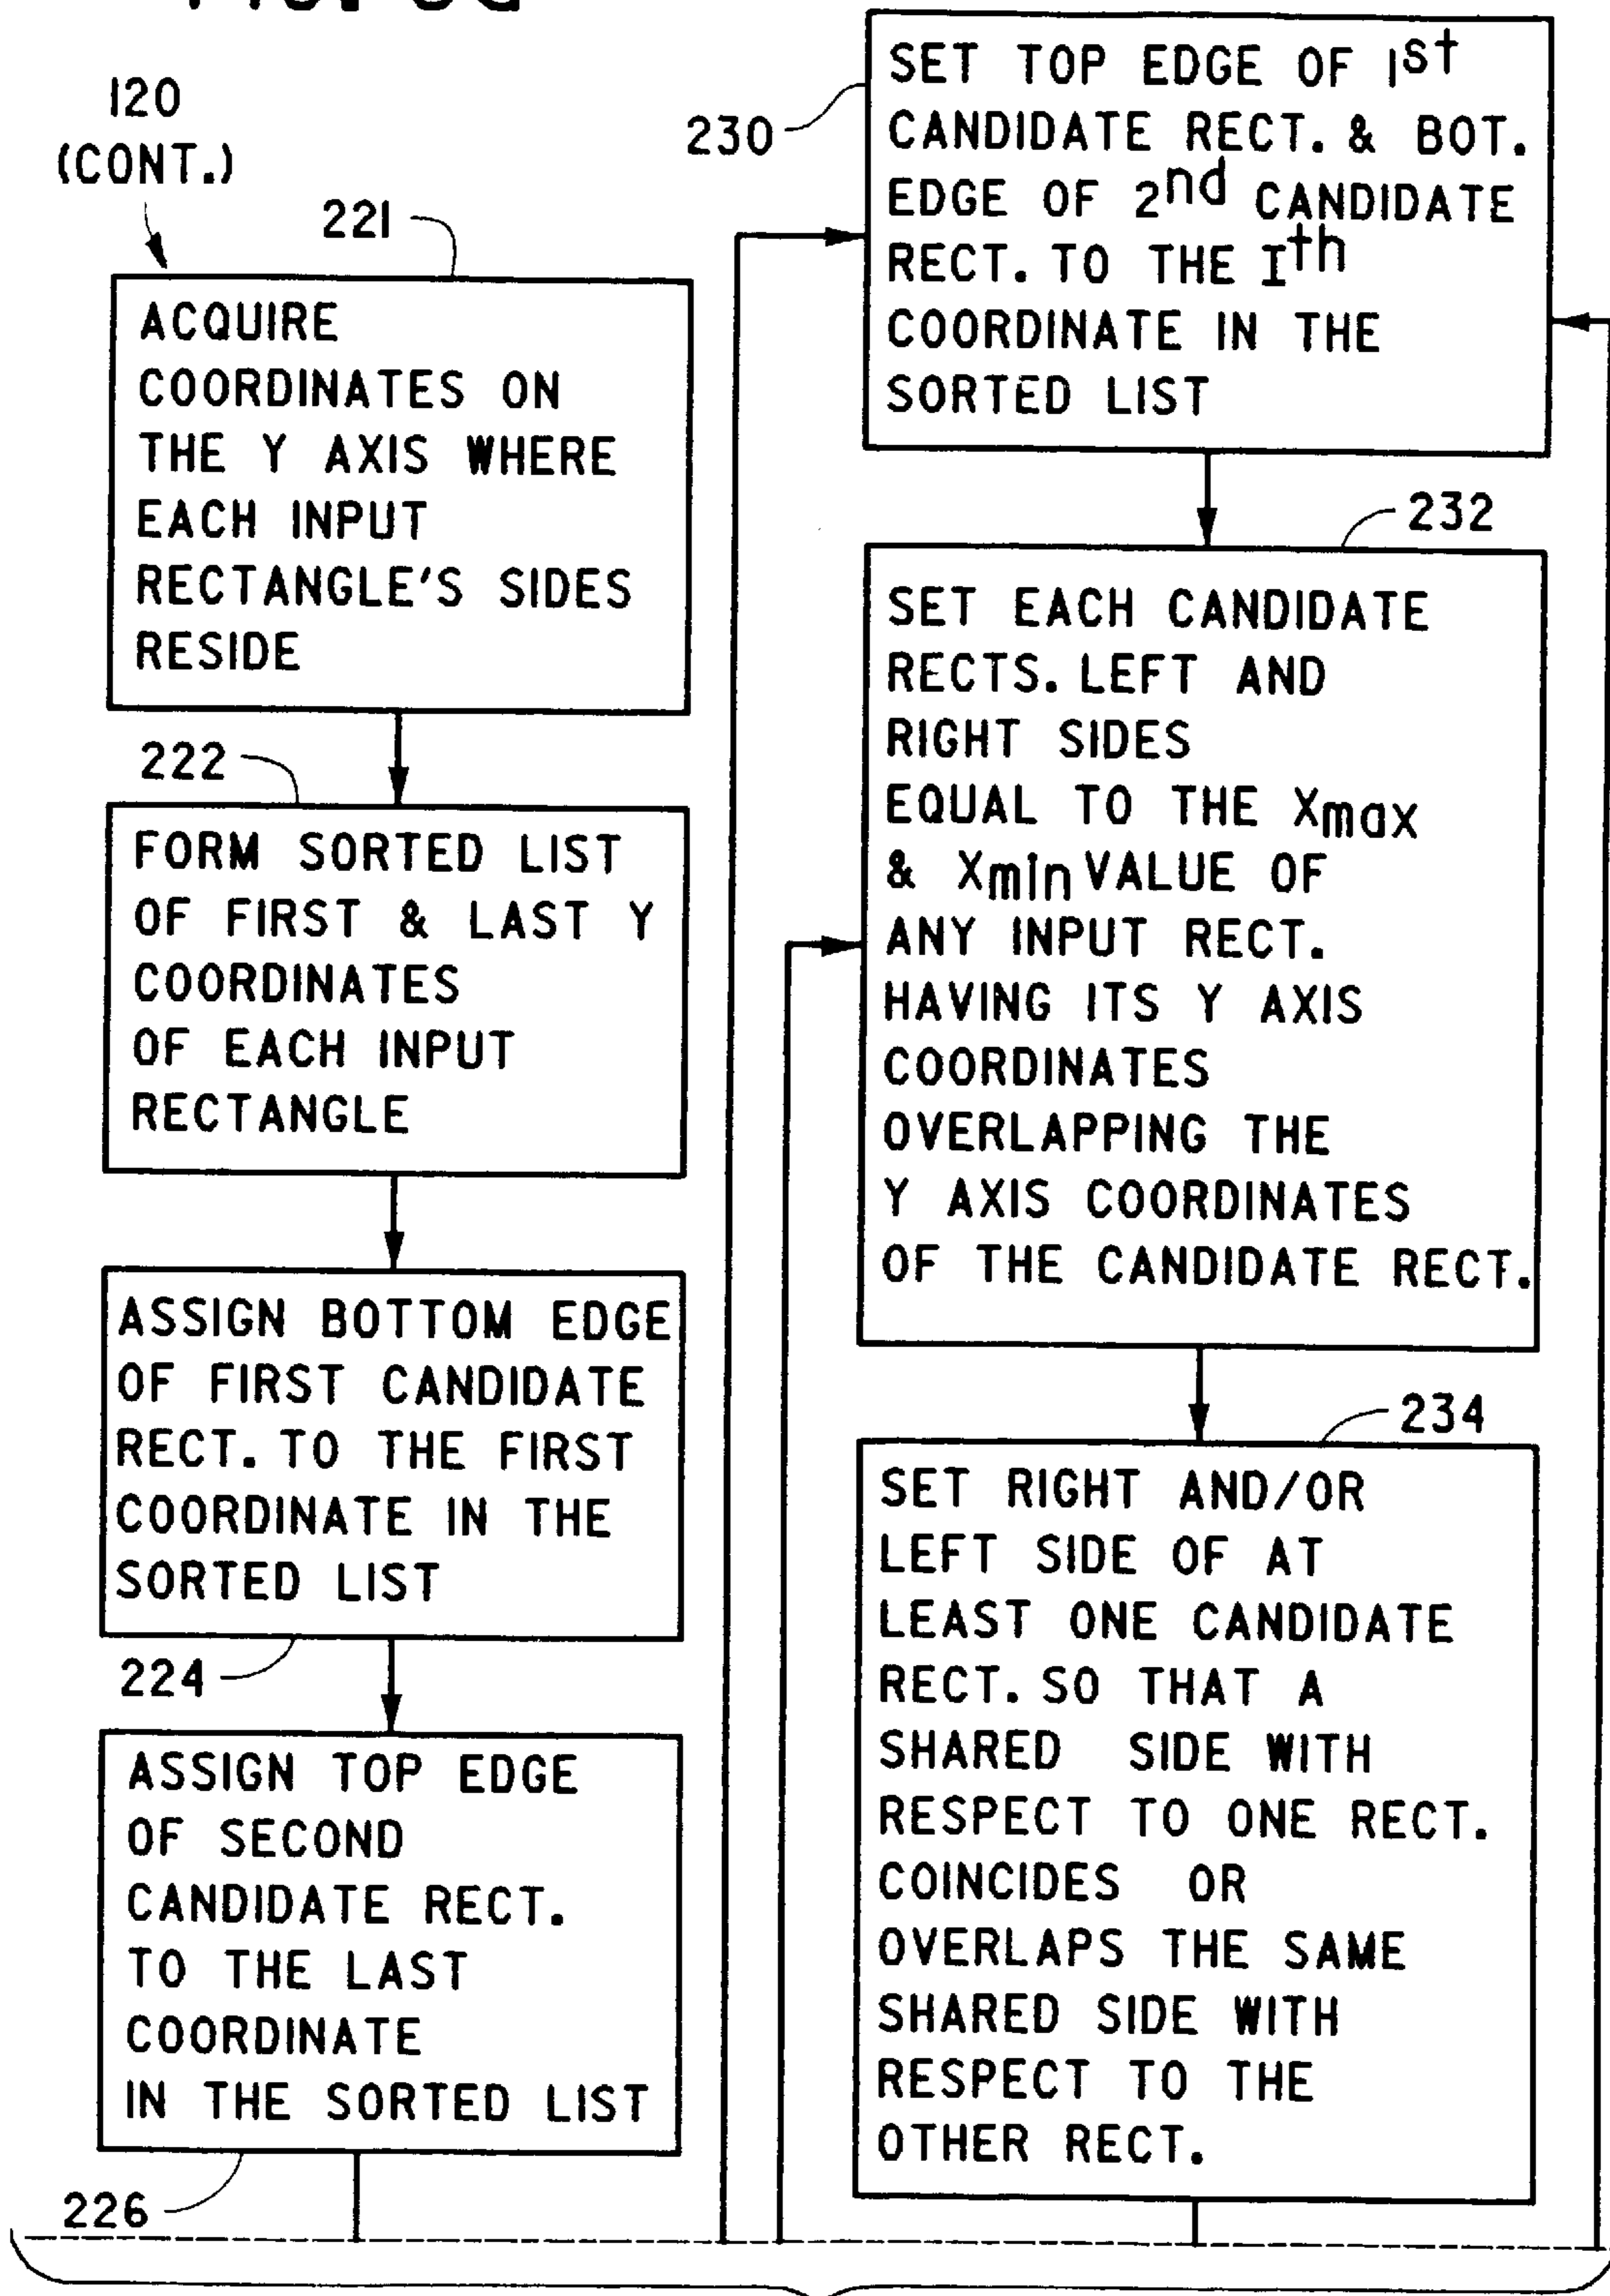 120
(CONT.)
221
ACQUIRE
COORDINATES ON
THE Y AXIS WHERE
EACH INPUT
RECTANGLE'S SIDES
RESIDE
222
FORM SORTED LIST
OF FIRST & LAST Y
COORDINATES
OF EACH INPUT
RECTANGLE
ASSIGN BOTTOM EDGE
OF FIRST CANDIDATE
RECT. TO THE FIRST
COORDINATE IN THE
SORTED LIST
224
ASSIGN TOP EDGE
OF SECOND
CANDIDATE RECT.
TO THE LAST
COORDINATE
IN THE SORTED LIST
226
230
SET TOP EDGE OF 1st
CANDIDATE RECT. & BOT.
EDGE OF 2nd CANDIDATE
RECT. TO THE Ith
COORDINATE IN THE
SORTED LIST
232
SET EACH CANDIDATE
RECTS. LEFT AND
RIGHT SIDES
EQUAL TO THE Xmax
& Xmin VALUE OF
ANY INPUT RECT.
HAVING ITS Y AXIS
COORDINATES
OVERLAPPING THE
Y AXIS COORDINATES
OF THE CANDIDATE RECT.
234
SET RIGHT AND/OR
LEFT SIDE OF AT
LEAST ONE CANDIDATE
RECT. SO THAT A
SHARED SIDE WITH
RESPECT TO ONE RECT.
COINCIDES OR
OVERLAPS THE SAME
SHARED SIDE WITH
RESPECT TO THE
OTHER RECT.